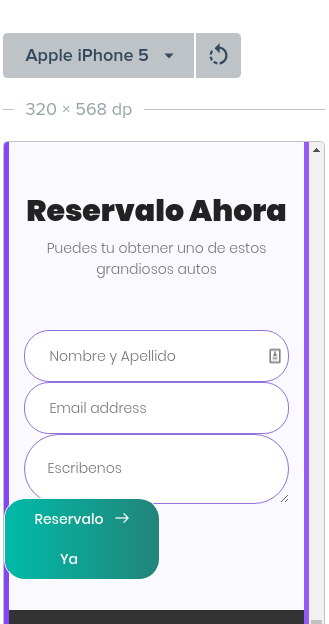 Apple iPhone 5
320 × 568 dp
Reservalo Ahora
Puedes tu obtener uno de estos
grandiosos autos
Nombre y Apellido
Email address
Escribenos
Reservalo →
Ya